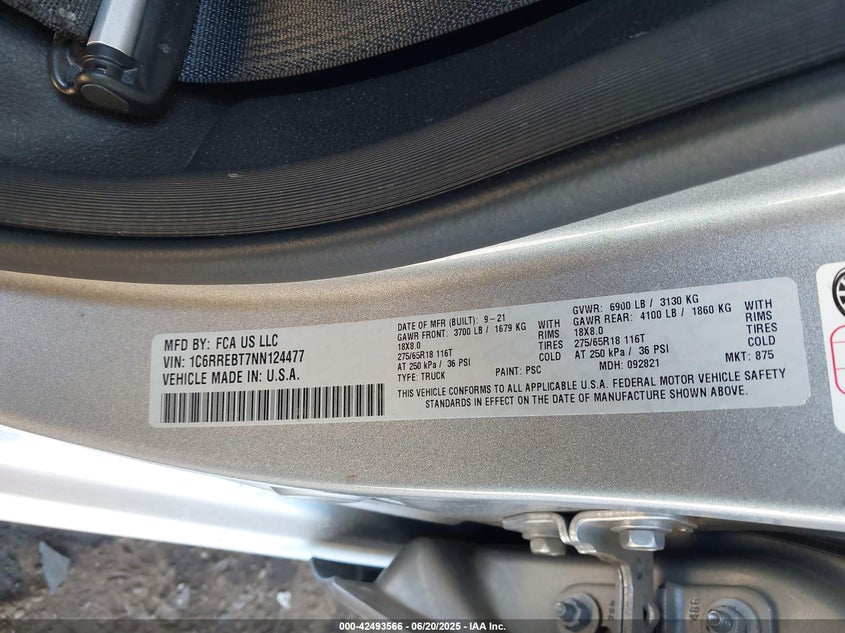 MFD BY: FCA US LLC
VIN: 1C6RREBT7NN124477
VEHICLE MADE IN: U.S.A.
DATE OF MFR (BUILT): 9-21
GAWR FRONT: 3700 LB / 1679 KG WITH
18X8.0 RIMS
275/65R18 116T TIRES
AT 250 kPa / 36 PSI COLD
TYPE: TRUCK PAINT: PSC
GVWR: 6900 LB / 3130 KG
GAWR REAR: 4100 LB / 1860 KG WITH
18X8.0 RIMS
275/65R18 116T TIRES
AT 250 kPa / 36 PSI COLD
MDH: 092821 MKT: 875
THIS VEHICLE CONFORMS TO ALL APPLICABLE U.S.A. FEDERAL MOTOR VEHICLE SAFETY
STANDARDS IN EFFECT ON THE DATE OF MANUFACTURE SHOWN ABOVE.
486
000-42493566 - 06/20/2025 - IAA Inc.